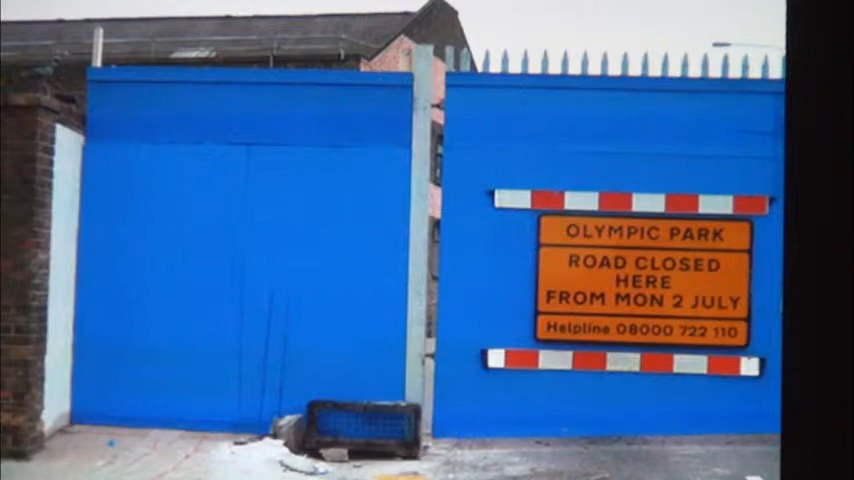 OLYMPIC PARK
ROAD CLOSED
HERE
FROM MON 2 JULY
Helpline 08000 722 110